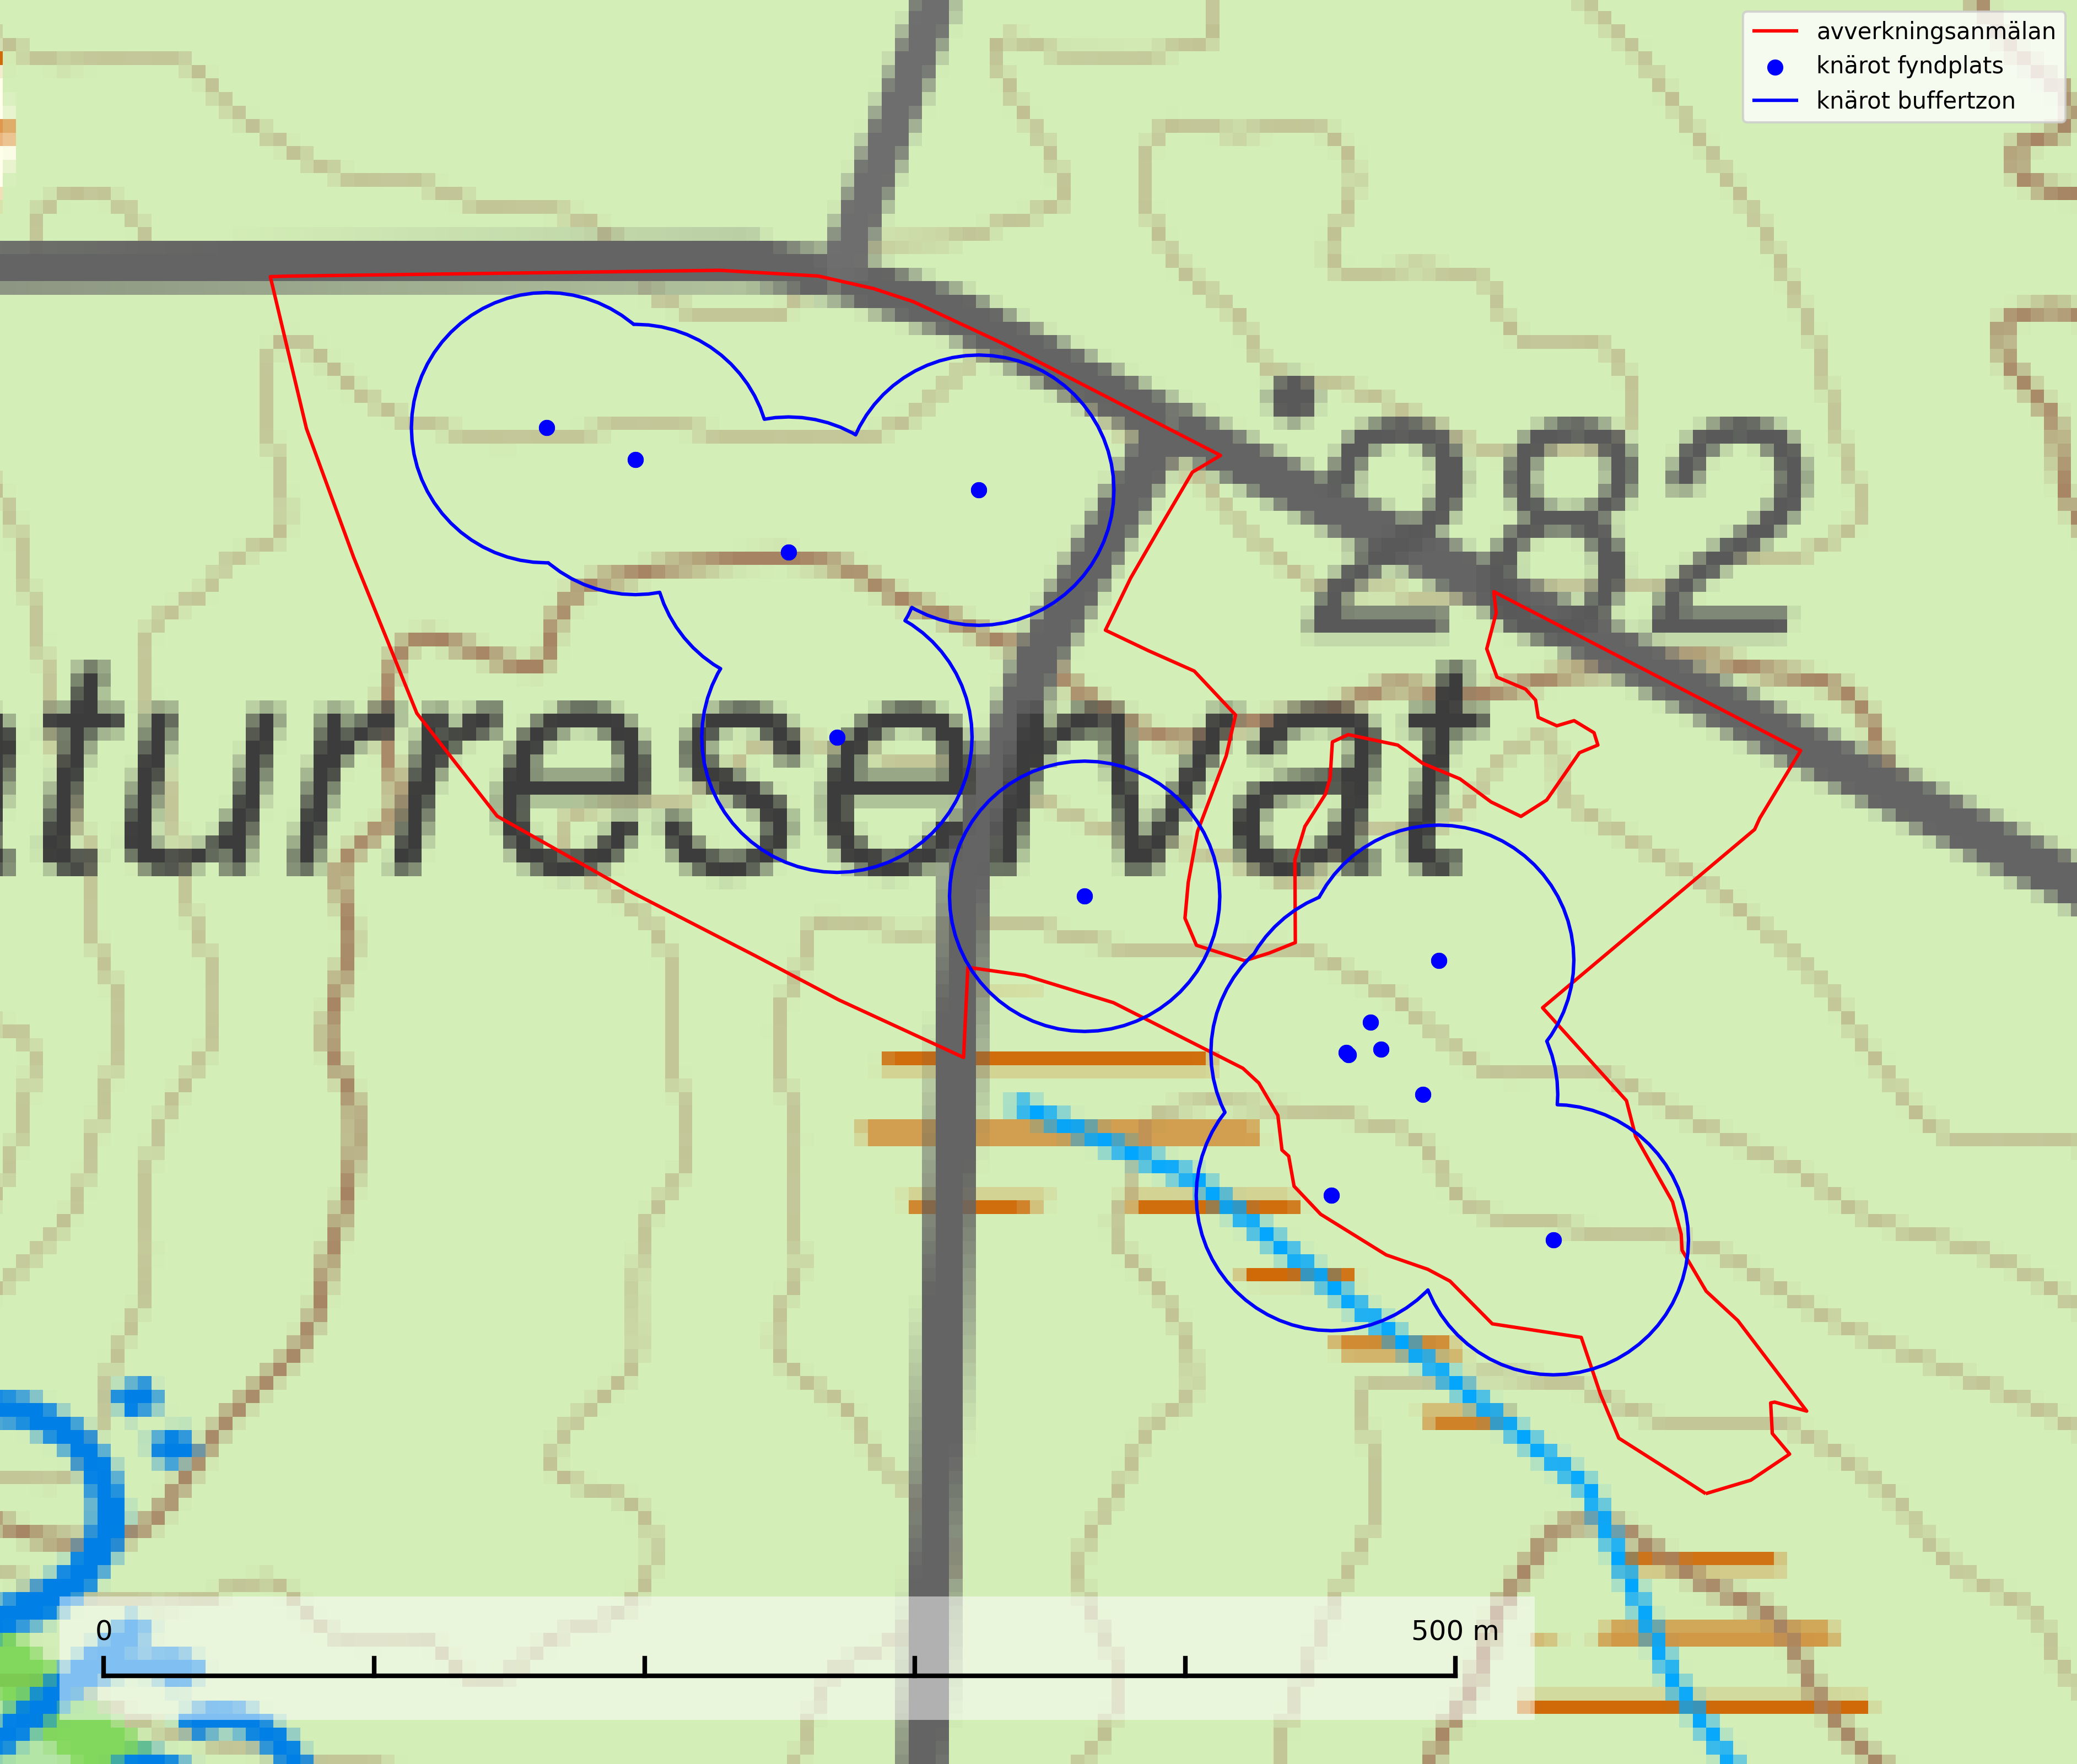 avverkningsanmälan
knärot fyndplats
knärot buffertzon
282
turreservat
0 500 m